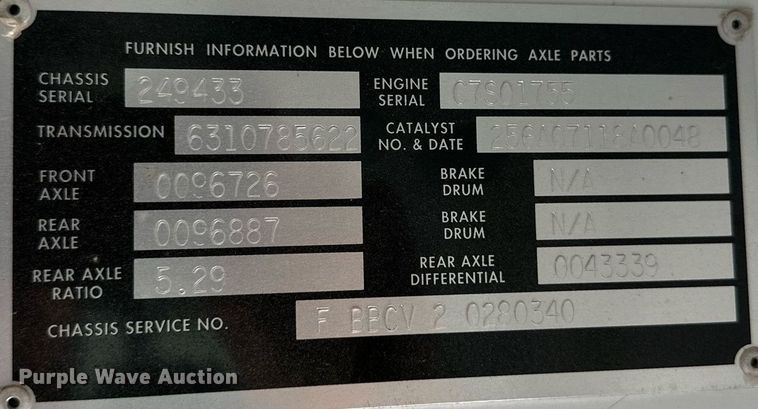 FURNISH INFORMATION BELOW WHEN ORDERING AXLE PARTS
CHASSIS SERIAL 249433 ENGINE SERIAL C7S01755
TRANSMISSION 6310785622 CATALYST NO. & DATE
FRONT AXLE 0096726 BRAKE DRUM N/A
REAR AXLE 0096887 BRAKE DRUM N/A
REAR AXLE RATIO 5.29 REAR AXLE DIFFERENTIAL 0043339
CHASSIS SERVICE NO. F BBCV 2 0280340
Purple Wave Auction